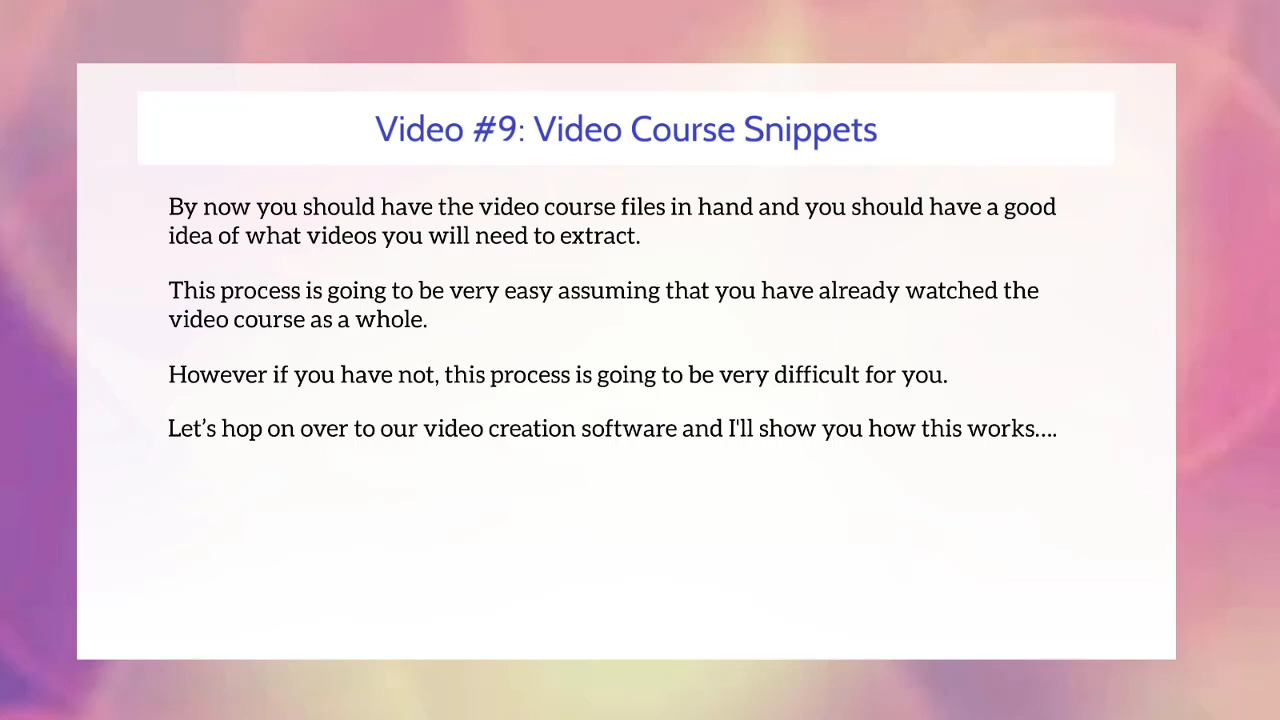 Video #9: Video Course Snippets
By now you should have the video course files in hand and you should have a good
idea of what videos you will need to extract.
This process is going to be very easy assuming that you have already watched the
video course as a whole.
However if you have not, this process is going to be very difficult for you.
Let’s hop on over to our video creation software and I'll show you how this works....